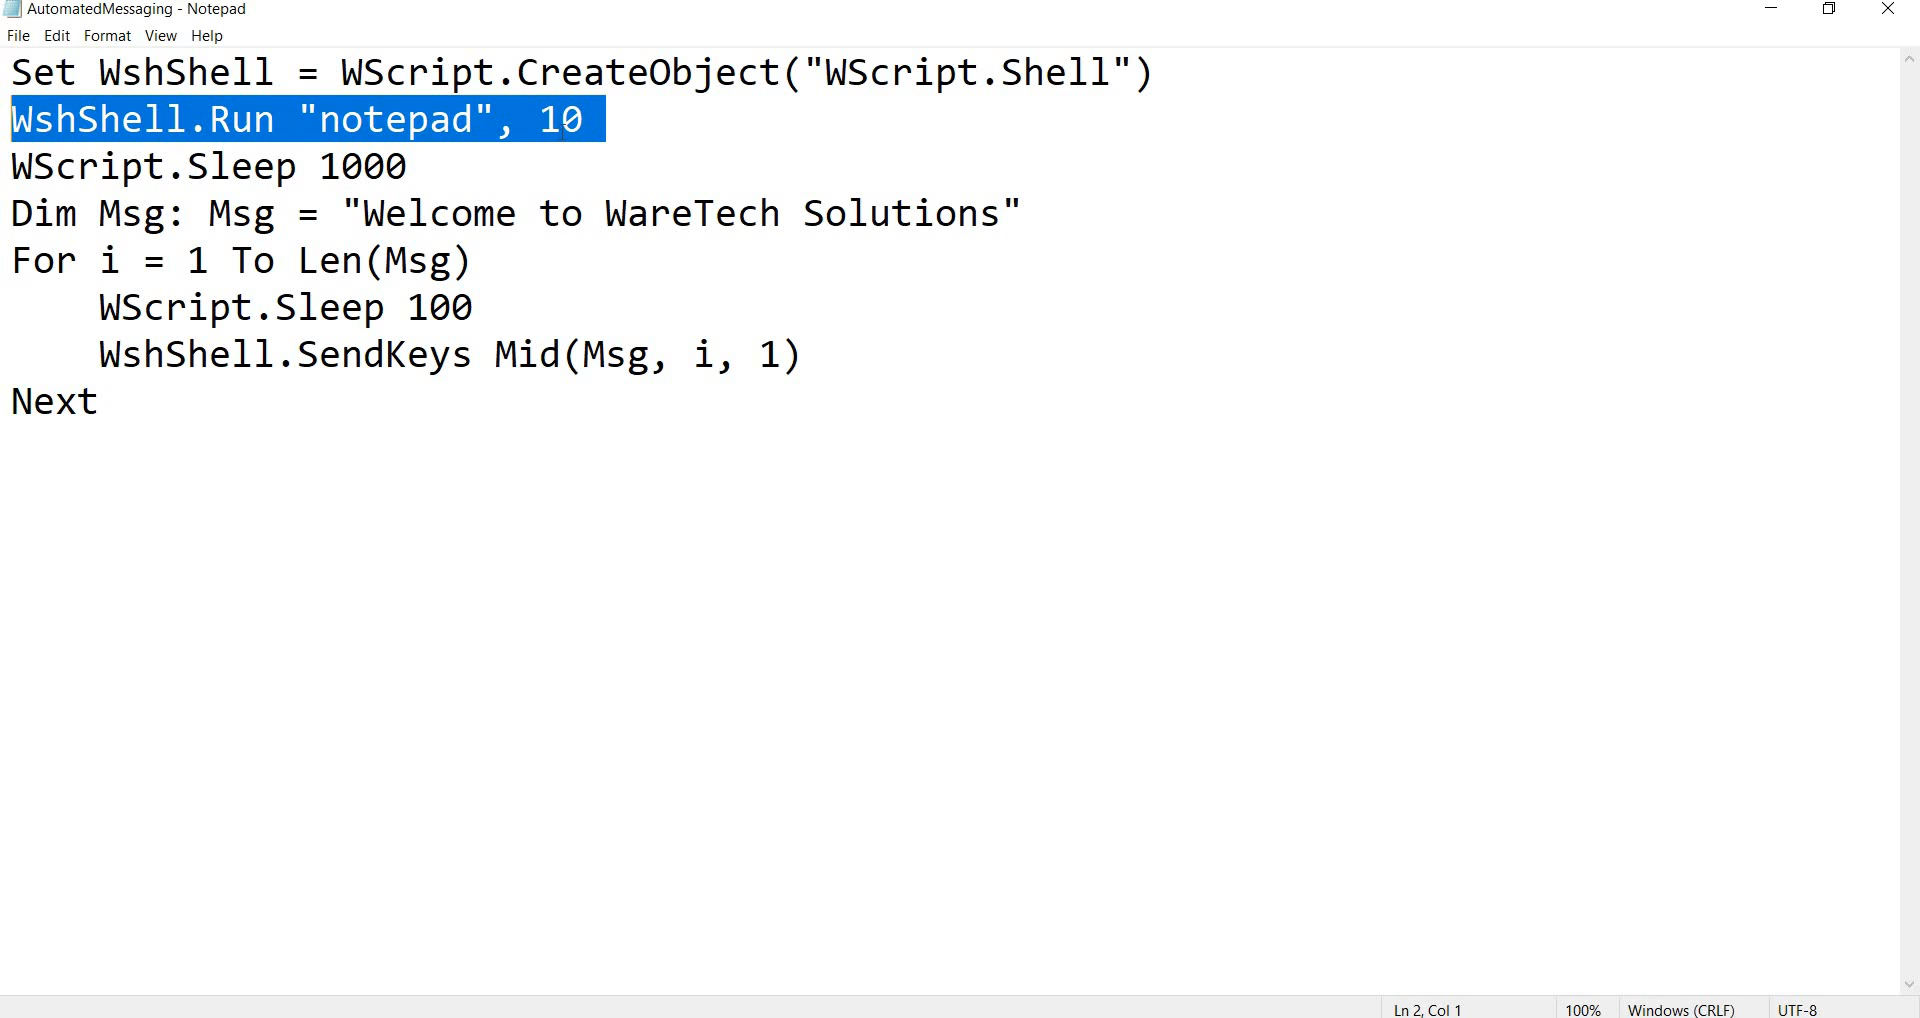 AutomatedMessaging - Notepad
File Edit Format View Help
Set WshShell = WScript.CreateObject("WScript.Shell")
WshShell.Run "notepad", 10
WScript.Sleep 1000
Dim Msg: Msg = "Welcome to WareTech Solutions"
For i = 1 To Len(Msg)
    WScript.Sleep 100
    WshShell.SendKeys Mid(Msg, i, 1)
Next
Ln 2, Col 1 100% Windows (CRLF) UTF-8